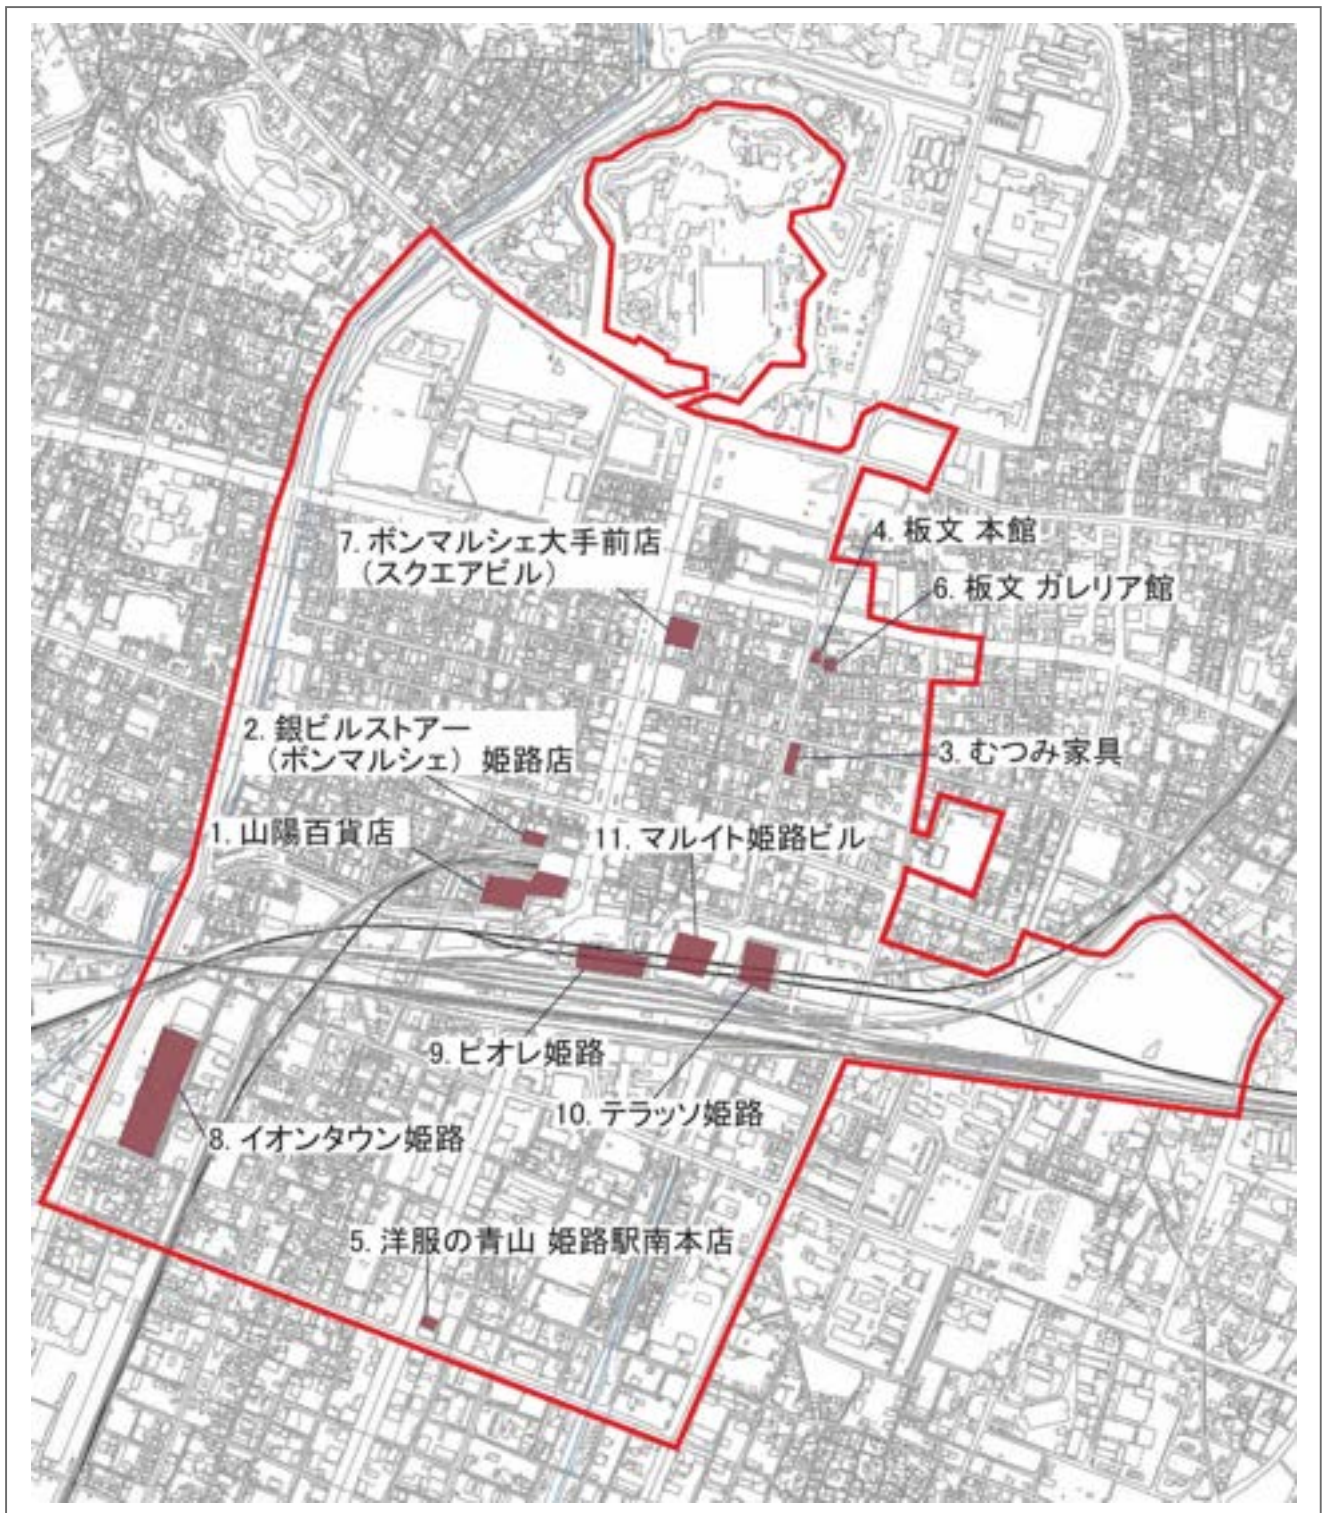 4. 板文 本館
7. ボンマルシェ大手前店
(スクエアビル)
6. 板文 ガレリア館
2. 銀ビルストアー
(ボンマルシェ) 姫路店
3. むつみ家具
1. 山陽百貨店
11. マルイト姫路ビル
9. ピオレ姫路
10. テラッソ姫路
8. イオンタウン姫路
5. 洋服の青山 姫路駅南本店